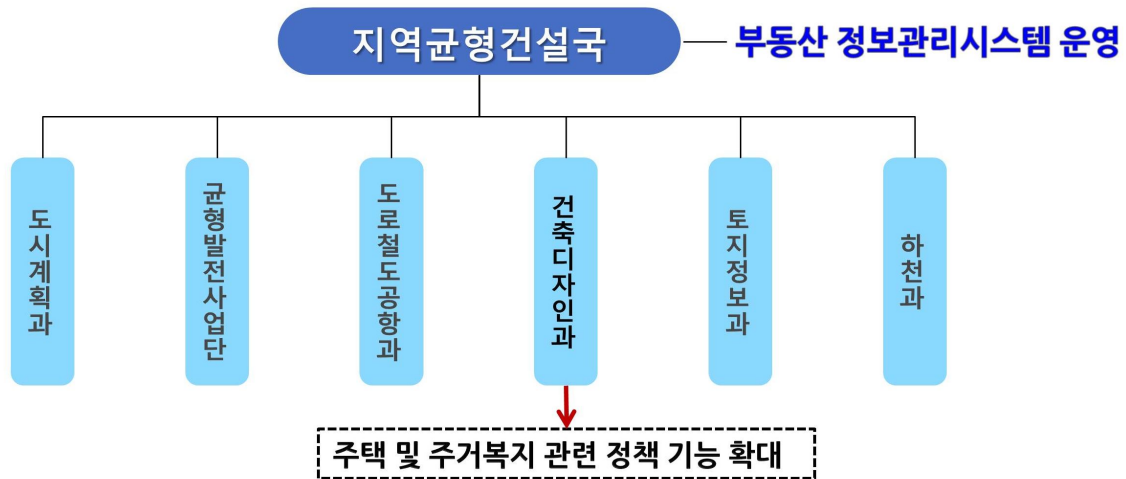 지역균형건설국
부동산 정보관리시스템 운영
도시계획과
균형발전사업단
도로철도공항과
건축디자인과
토지정보과
하천과
주택 및 주거복지 관련 정책 기능 확대